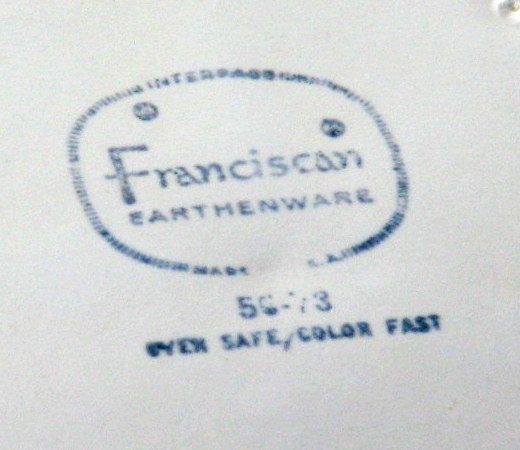 INTERPACE
Franciscan
EARTHENWARE
MADE
OVEN SAFE/COLOR FAST